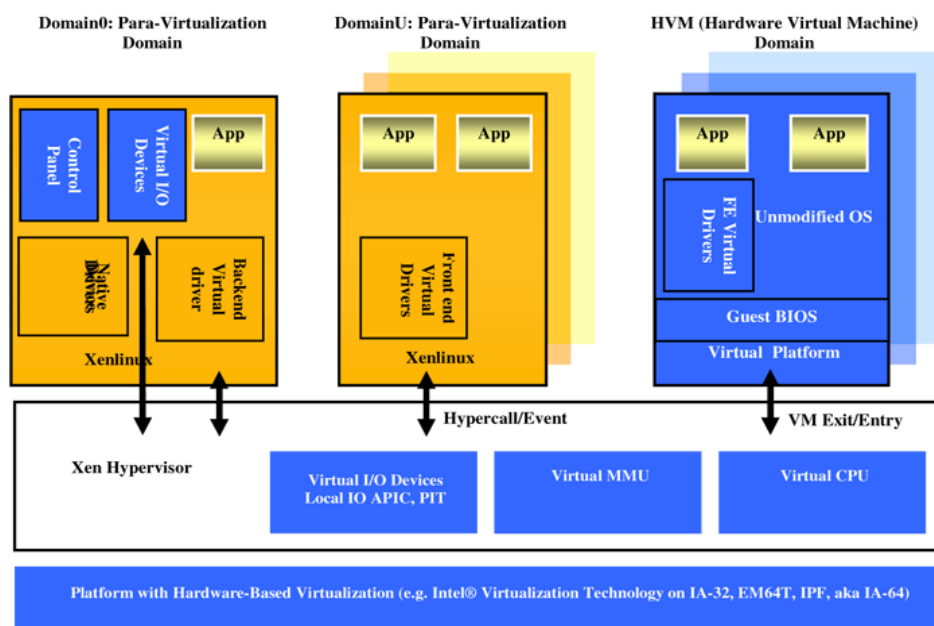 Domain0: Para-Virtualization
Domain
DomainU: Para-Virtualization
Domain
HVM (Hardware Virtual Machine)
Domain
Control
Panel
Virtual I/O
Devices
App
Native
Backend
Virtual
driver
Xenlinux
App
App
Front end
Virtual
Drivers
Xenlinux
App
App
FE Virtual
Drivers
Unmodified OS
Guest BIOS
Virtual Platform
Hypercall/Event
VM Exit/Entry
Xen Hypervisor
Virtual I/O Devices
Local IO APIC, PIT
Virtual MMU
Virtual CPU
Platform with Hardware-Based Virtualization (e.g. Intel® Virtualization Technology on IA-32, EM64T, IPF, aka IA-64)